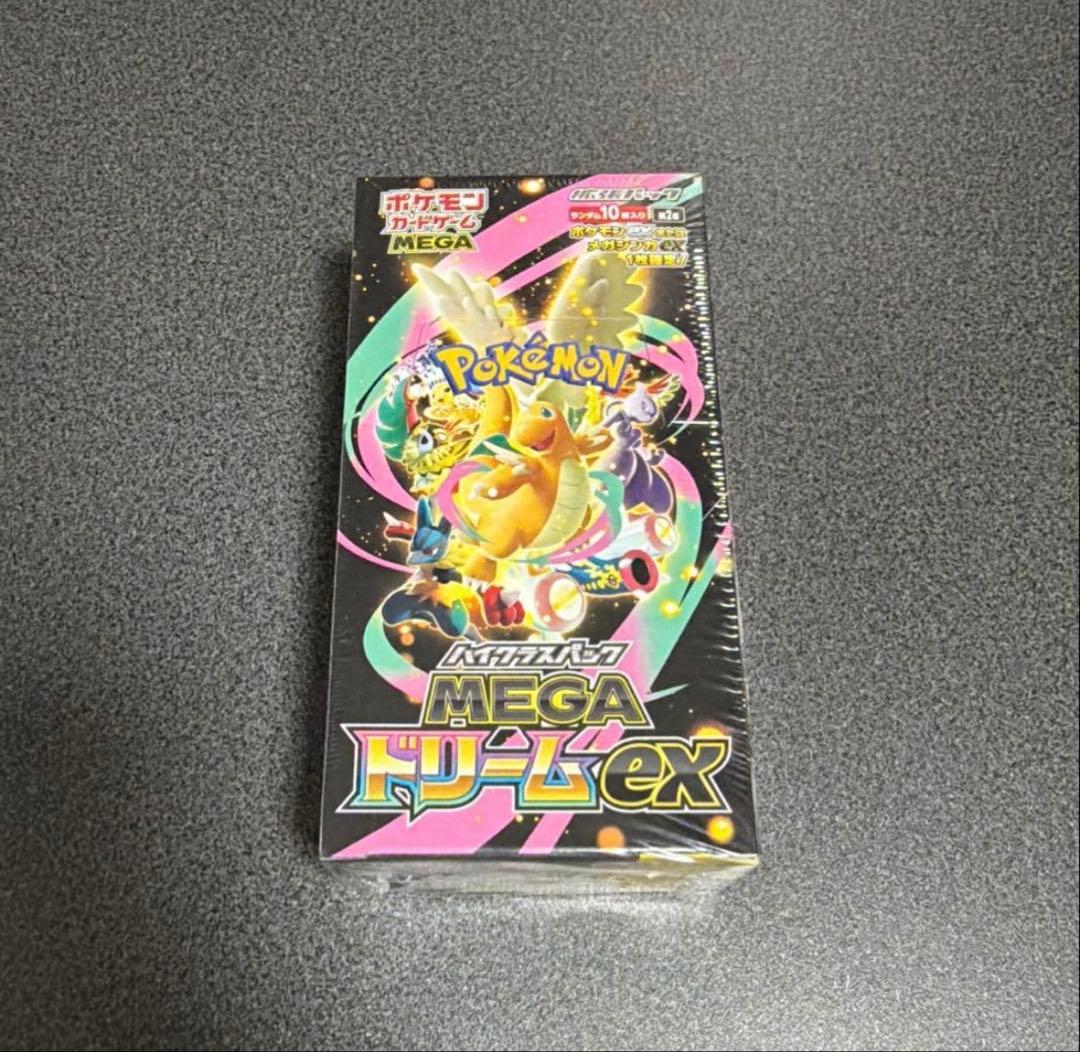 ポケモン
カードゲーム
MEGA
拡張パック
ランダム10枚入り
ポケモンexまたは
メガシンカex
1枚確定!
POKéMON
ハイクラスパック
MEGA
ドリームex